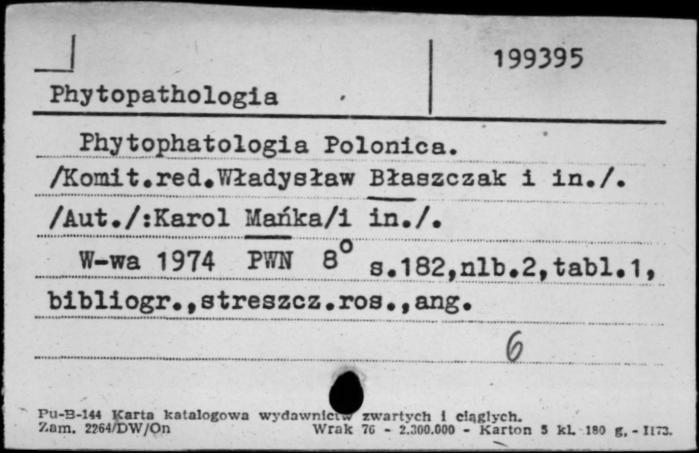 199395
Phytopathologia
Phytophatologia Polonica.
/Komit.red.Władysław Błaszczak i in./.
/Aut./:Karol Mańka/i in./.
W-wa 1974 PWN 8° s.182,nlb.2,tabl.1,
bibliogr.,streszcz.ros.,ang.
6
Pu-B-144 Karta katalogowa wydawnictw zwartych i ciągłych.
Zam. 2264/DW/On Wrak 76 - 2.300.000 - Karton 5 kl. 180 g. - II73.